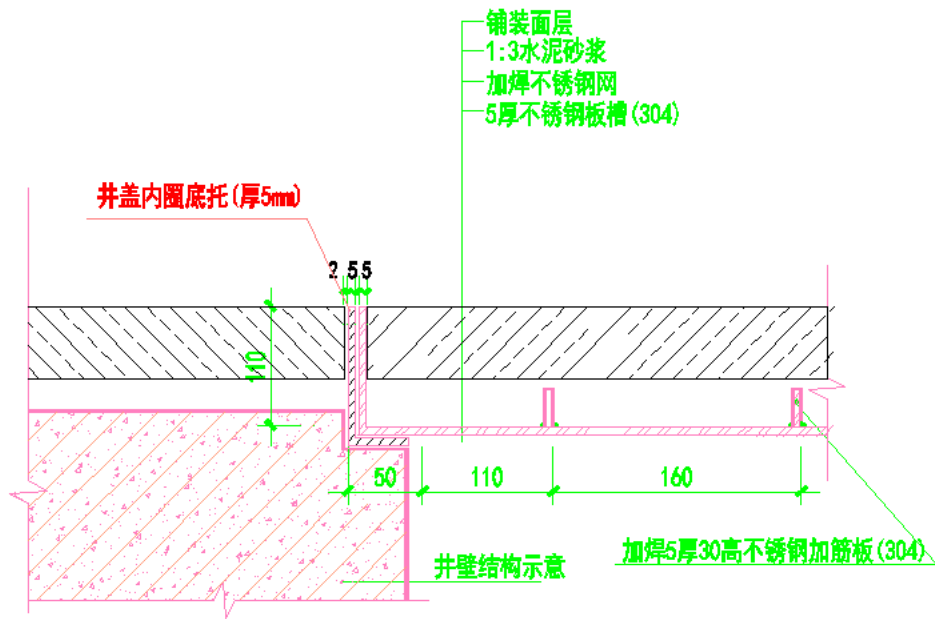 铺装面层
1:3水泥砂浆
加焊不锈钢网
5厚不锈钢板槽(304)
井盖内圈底托(厚5mm)
2 5 5
110
50 110 160
加焊5厚30高不锈钢加筋板(304)
井壁结构示意